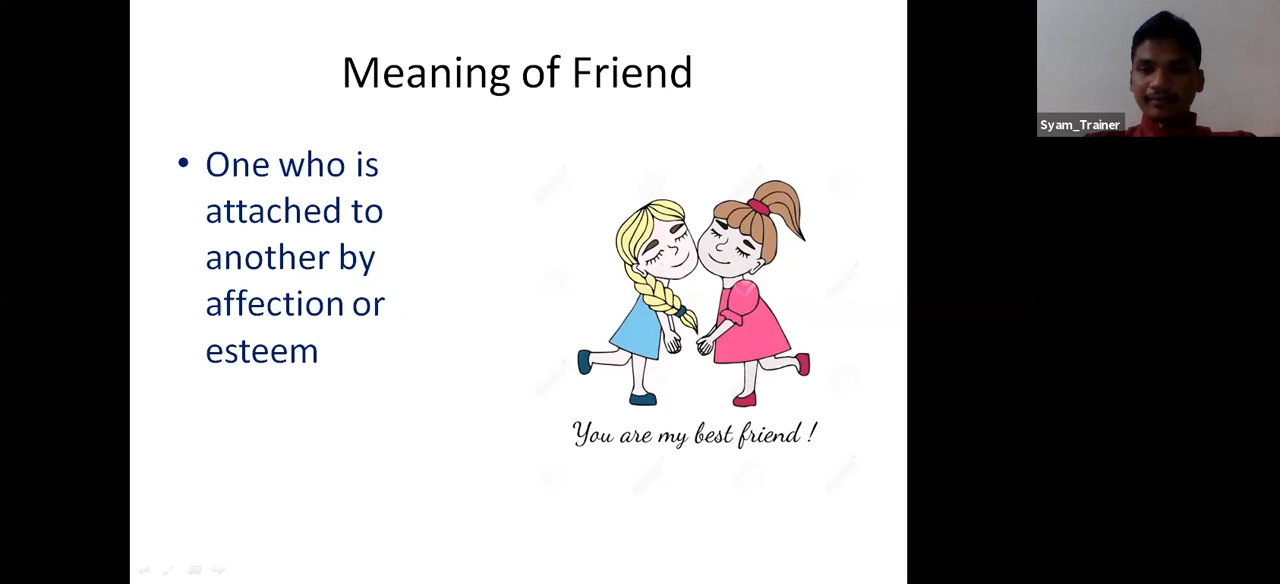 Meaning of Friend
• One who is
attached to
another by
affection or
esteem
You are my best friend !
Syam_Trainer